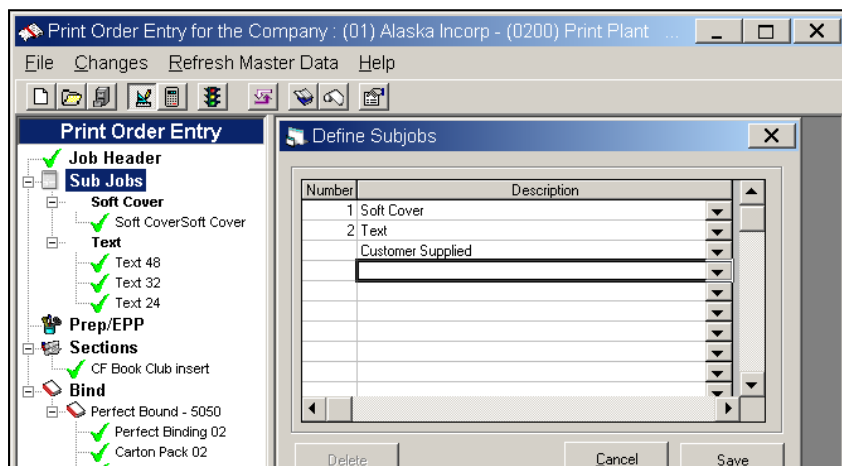 Print Order Entry for the Company : (01) Alaska Incorp - (0200) Print Plant ...
File Changes Refresh Master Data Help
Print Order Entry
Job Header
Sub Jobs
Soft Cover
Soft CoverSoft Cover
Text
Text 48
Text 32
Text 24
Prep/EPP
Sections
CF Book Club insert
Bind
Perfect Bound - 5050
Perfect Binding 02
Carton Pack 02
Define Subjobs
Number Description
1 Soft Cover
2 Text
Customer Supplied
Delete Cancel Save